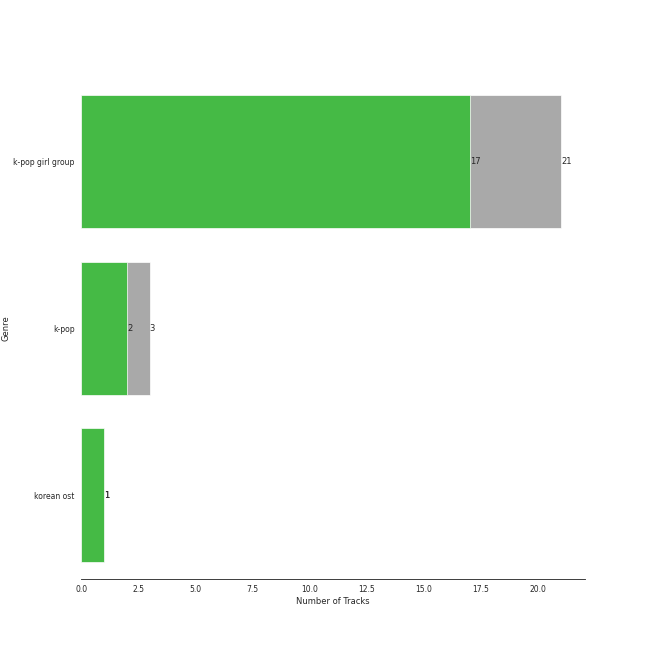 k-pop girl group
17
21
k-pop
2
3
Genre
korean ost
1
0.0 2.5 5.0 7.5 10.0 12.5 15.0 17.5 20.0
Number of Tracks